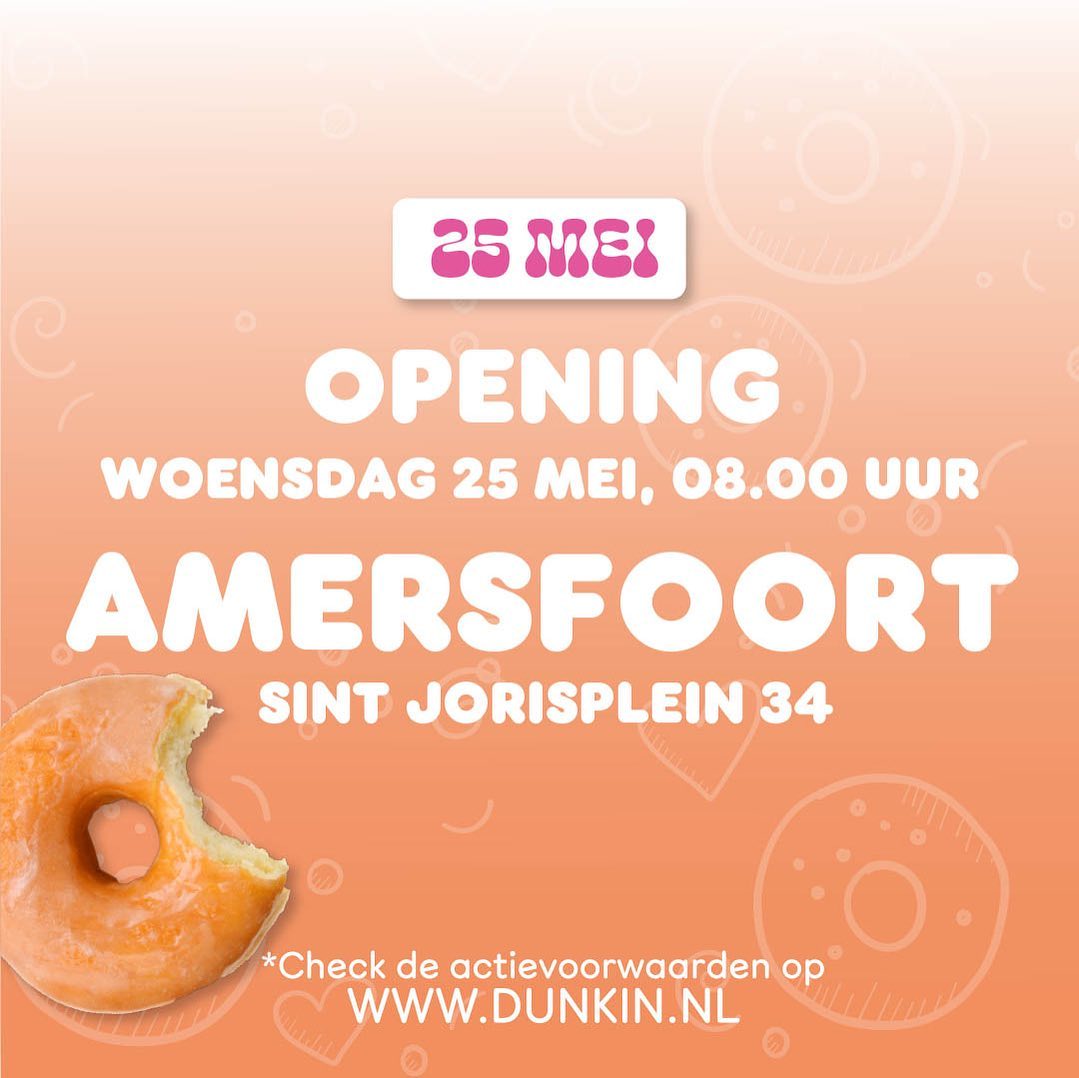 25 MEI
OPENING
WOENSDAG 25 MEI, 08.00 UUR
AMERSFOORT
SINT JORISPLEIN 34
*Check de actievoorwaarden op
WWW.DUNKIN.NL